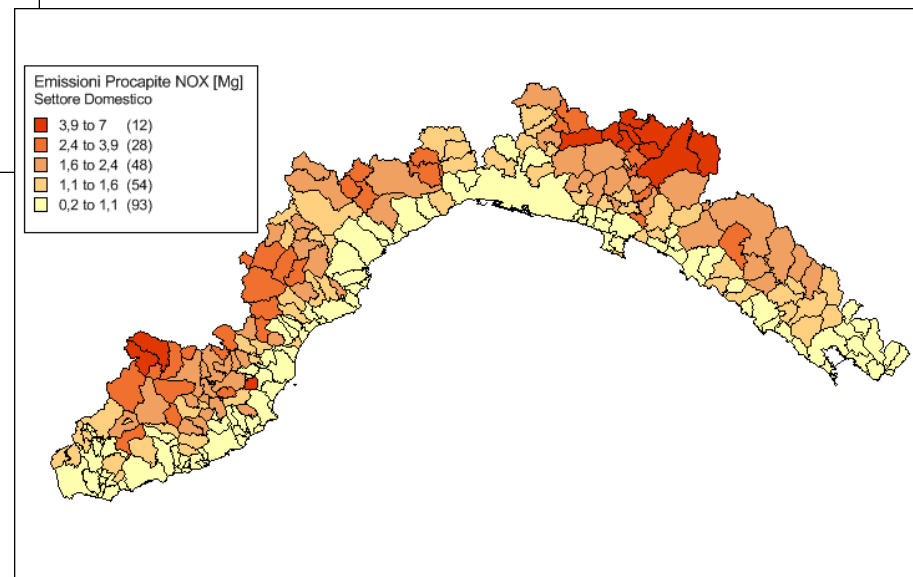 Emissioni Procapite NOX [Mg]
Settore Domestico
3,9 to 7 (12)
2,4 to 3,9 (28)
1,6 to 2,4 (48)
1,1 to 1,6 (54)
0,2 to 1,1 (93)